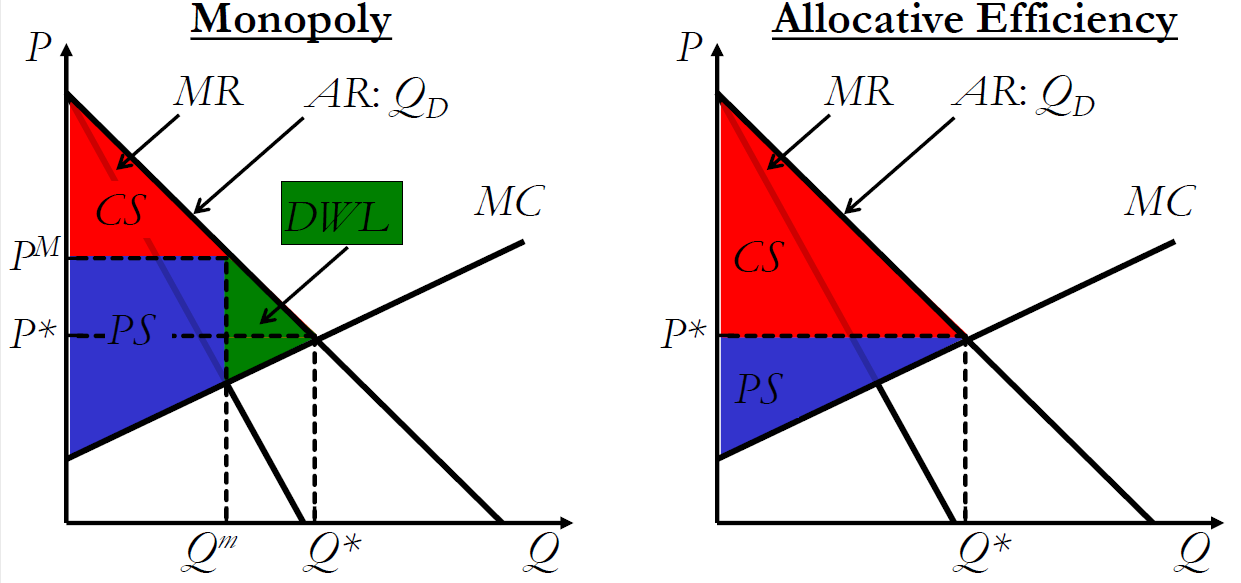 Monopoly
P
MR
AR: Q_D
CS
DWL
MC
P^M
PS
P*
Q^m
Q*
Q
Allocative Efficiency
P
MR
AR: Q_D
MC
CS
P*
PS
Q*
Q